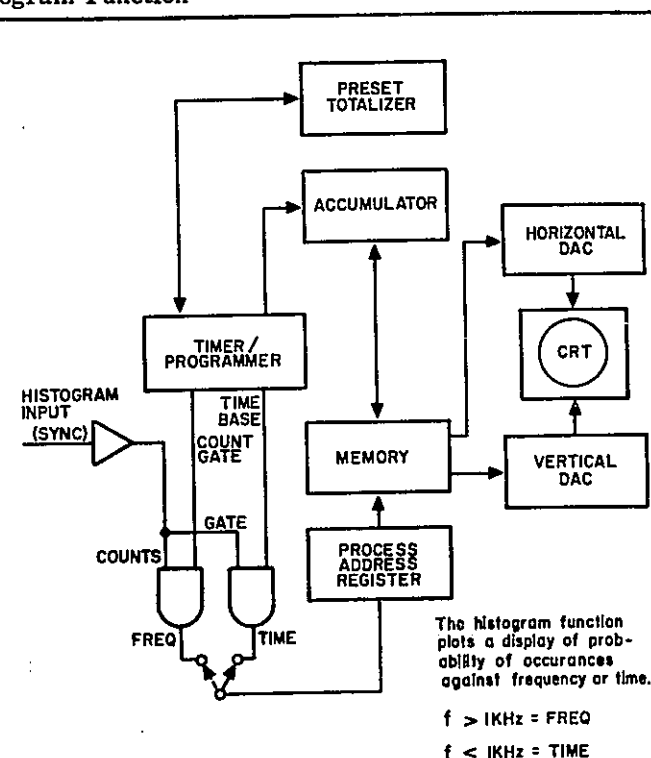 Function
PRESET
TOTALIZER
ACCUMULATOR
HORIZONTAL
DAC
TIMER/
PROGRAMMER
CRT
HISTOGRAM
INPUT
(SYNC)
TIME
BASE
COUNT
GATE
MEMORY
VERTICAL
DAC
GATE
COUNTS
PROCESS
ADDRESS
REGISTER
FREQ
TIME
The histogram function
plots a display of prob-
ability of occurances
against frequency or time.
f > 1KHz = FREQ
f < 1KHz = TIME